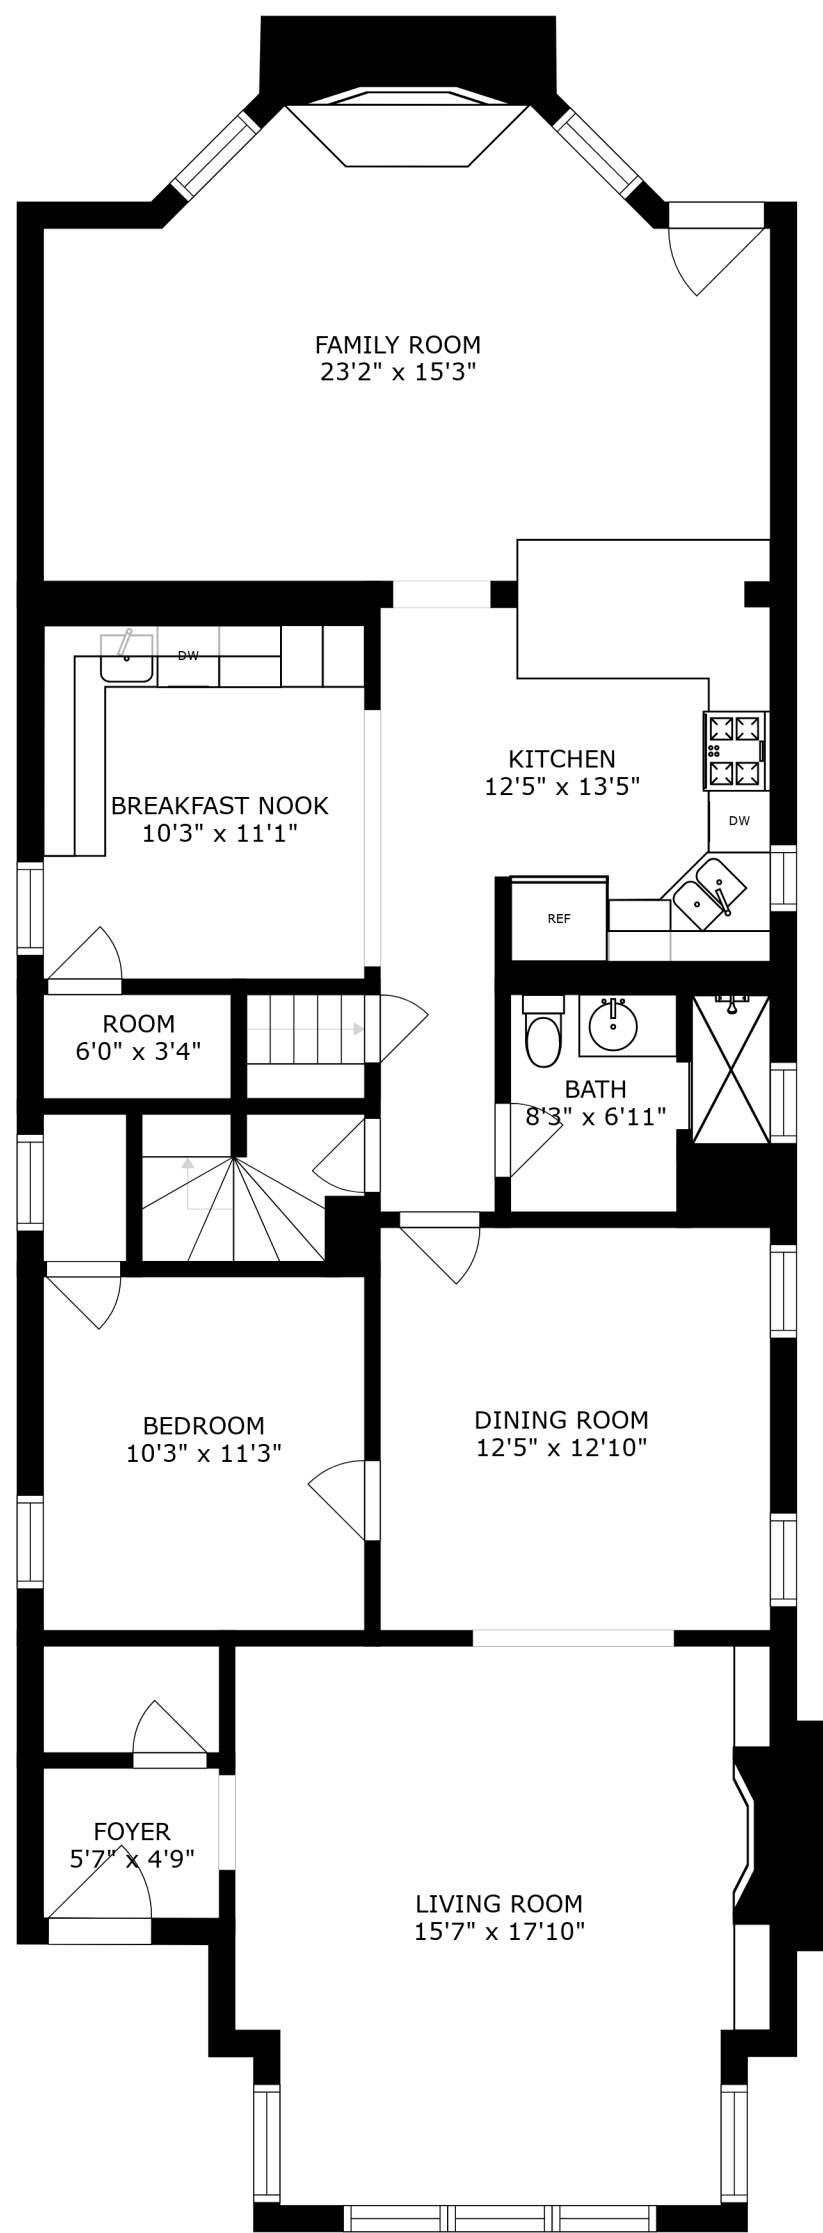 FAMILY ROOM
23'2" x 15'3"
DW
KITCHEN
12'5" x 13'5"
BREAKFAST NOOK
10'3" x 11'1"
DW
REF
ROOM
6'0" x 3'4"
BATH
8'3" x 6'11"
BEDROOM
10'3" x 11'3"
DINING ROOM
12'5" x 12'10"
FOYER
5'7" x 4'9"
LIVING ROOM
15'7" x 17'10"